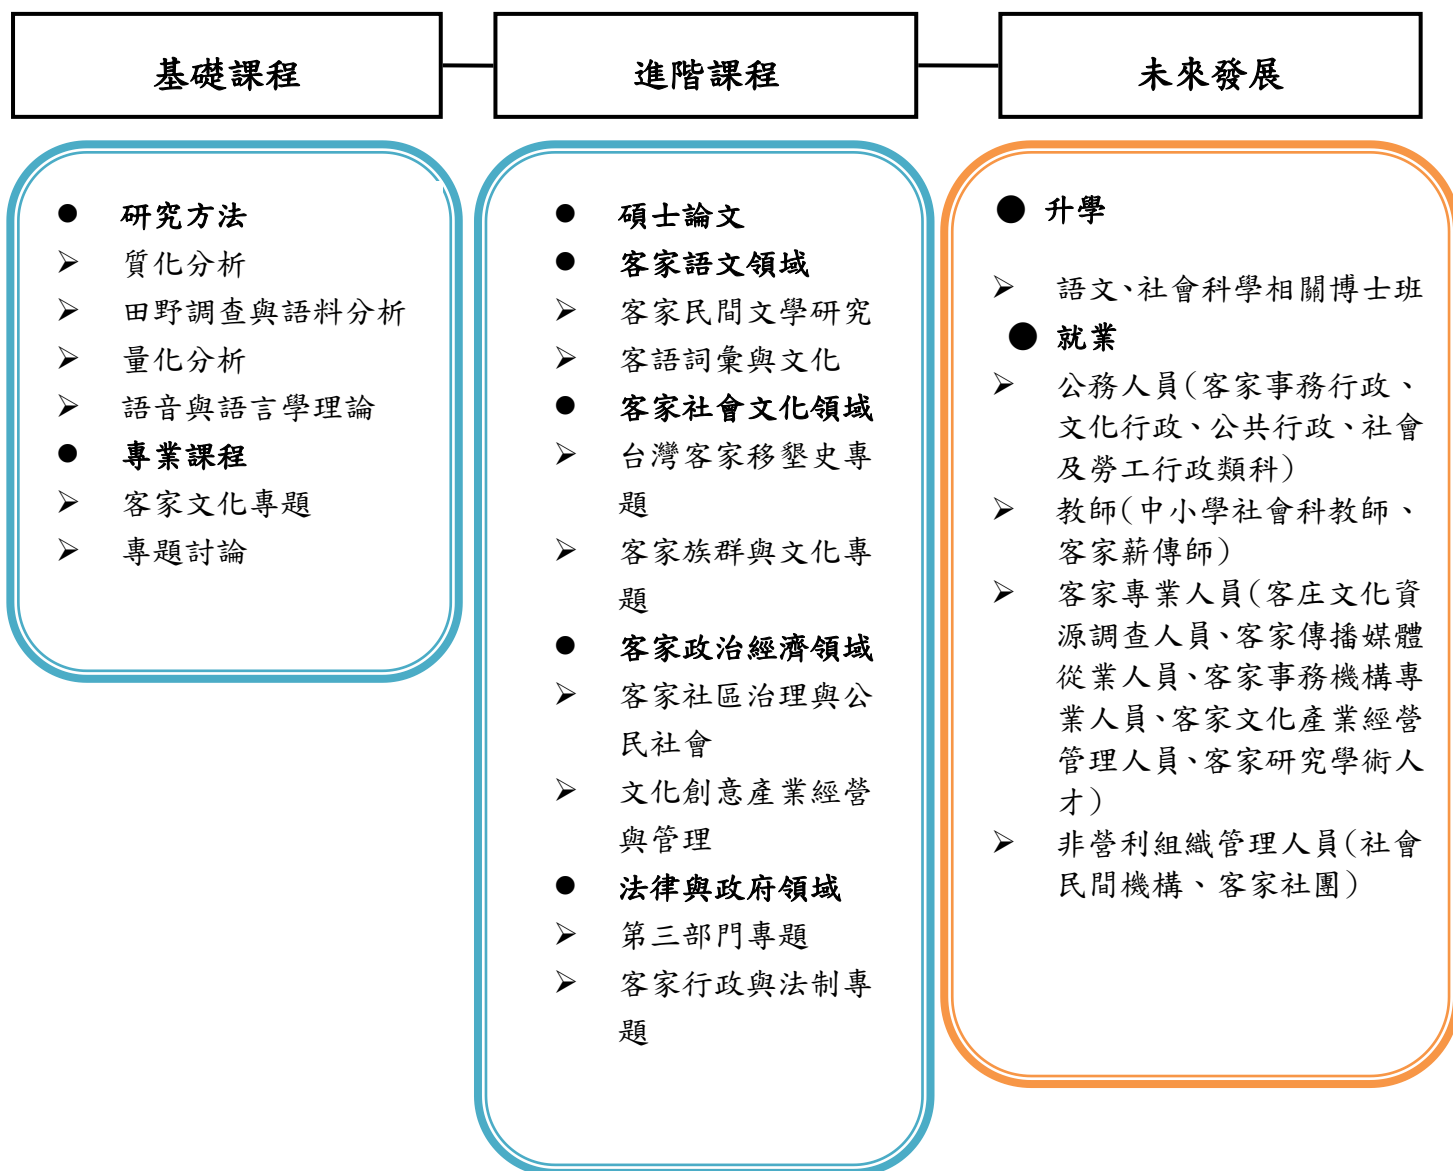 基礎課程
進階課程
未來發展
● 研究方法
➢ 質化分析
➢ 田野調查與語料分析
➢ 量化分析
➢ 語音與語言學理論
● 專業課程
➢ 客家文化專題
➢ 專題討論
● 碩士論文
● 客家語文領域
➢ 客家民間文學研究
➢ 客語詞彙與文化
● 客家社會文化領域
➢ 台灣客家移墾史專
題
➢ 客家族群與文化專
題
● 客家政治經濟領域
➢ 客家社區治理與公
民社會
➢ 文化創意產業經營
與管理
● 法律與政府領域
➢ 第三部門專題
➢ 客家行政與法制專
題
● 升學
➢ 語文、社會科學相關博士班
● 就業
➢ 公務人員(客家事務行政、
文化行政、公共行政、社會
及勞工行政類科)
➢ 教師(中小學社會科教師、
客家薪傳師)
➢ 客家專業人員(客庄文化資
源調查人員、客家傳播媒體
從業人員、客家事務機構專
業人員、客家文化產業經營
管理人員、客家研究學術人
才)
➢ 非營利組織管理人員(社會
民間機構、客家社團)